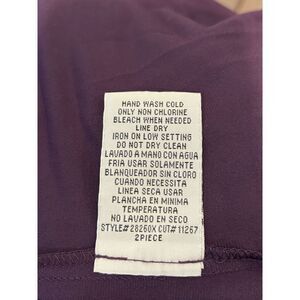 HAND WASH COLD
ONLY NON CHLORINE
BLEACH WHEN NEEDED
LINE DRY
IRON ON LOW SETTING
DO NOT DRY CLEAN
LAVADO A MANO CON AGUA
FRIA USAR SOLAMENTE
BLANQUEADOR SIN CLORO
CUÁNDO NECESITA
LINEA SECA USAR
PLANCHA EN MINIMA
TEMPERATURA
NO LAVADO EN SECO
STYLE#28260X CUT#11267
2PIECE